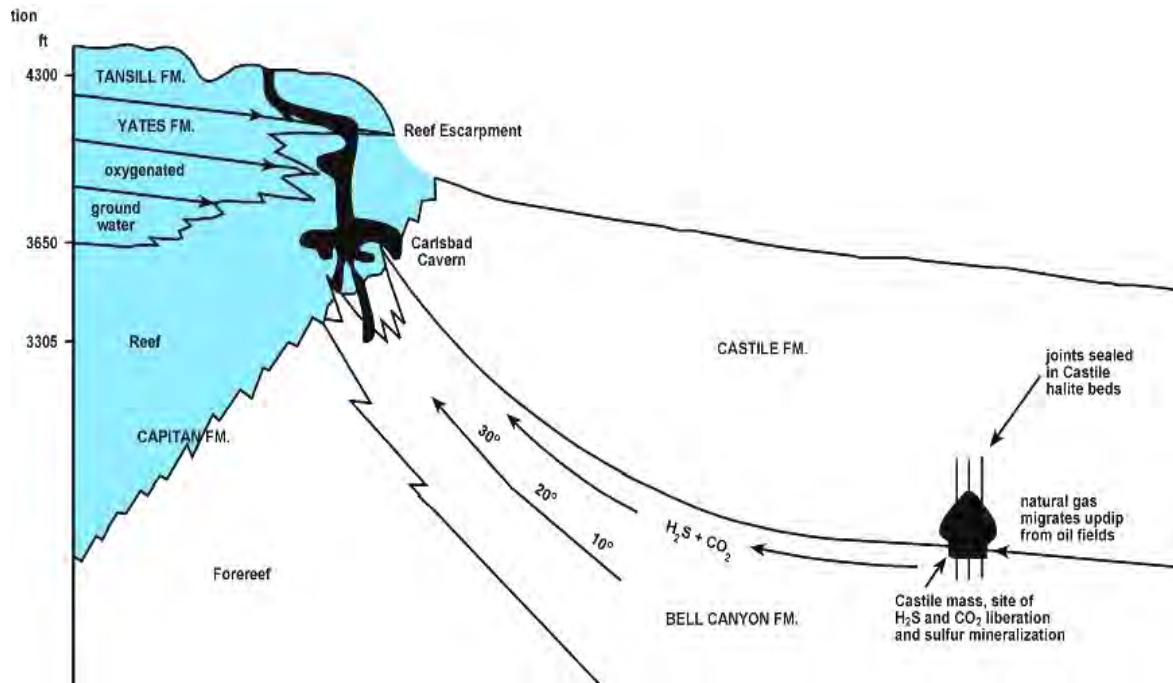 tion
ft
4300
TANSILL FM.
YATES FM.
Reef Escarpment
oxygenated
ground
water
3650
Carlsbad
Cavern
3305
Reef
CASTILE FM.
joints sealed
in Castile
halite beds
CAPITAN FM.
30°
20°
10°
H₂S + CO₂
natural gas
migrates updip
from oil fields
Forereef
Castile mass, site of
H₂S and CO₂ liberation
and sulfur mineralization
BELL CANYON FM.